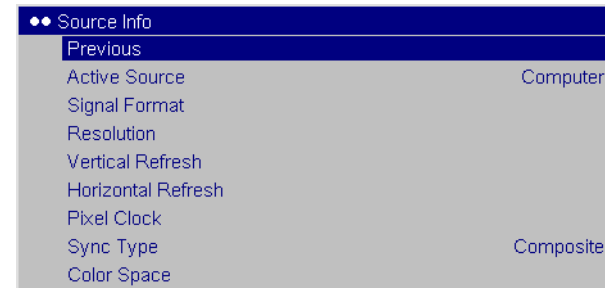 Source Info
Previous
Active Source Computer
Signal Format
Resolution
Vertical Refresh
Horizontal Refresh
Pixel Clock
Sync Type Composite
Color Space